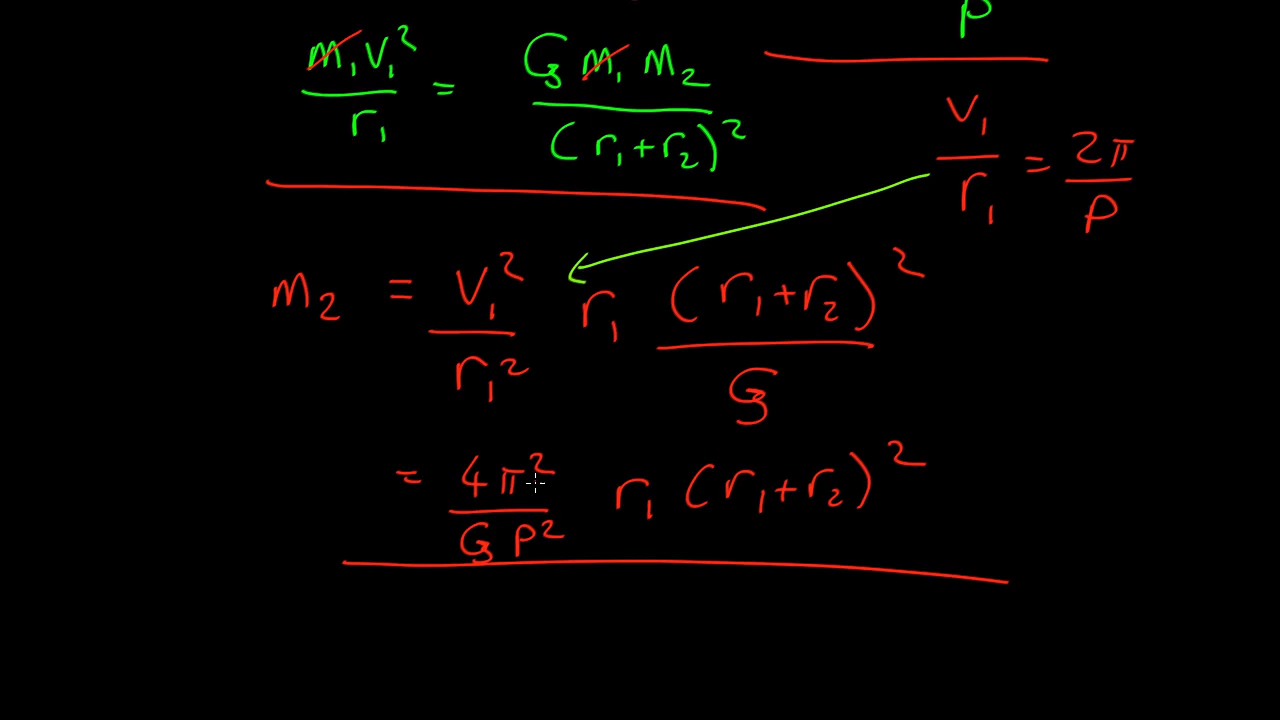 P
m₁v₁² / r₁ = G m₁ m₂ / (r₁+r₂)²
v₁ / r₁ = 2π / P
m₂ = v₁² / r₁² r₁ (r₁+r₂)² / G
= 4π² / G P² r₁ (r₁+r₂)²